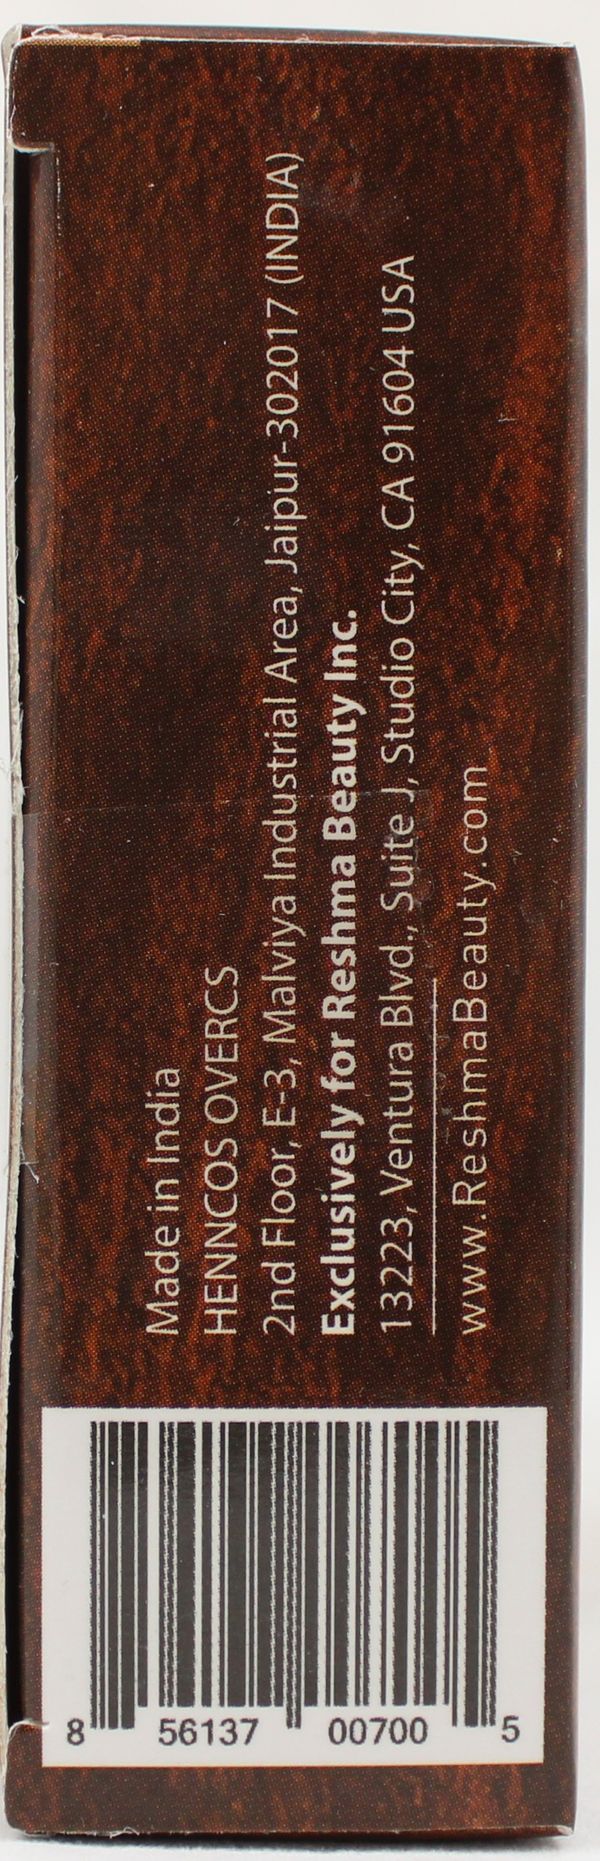 Made in India
HENNCOS OVERCS
2nd Floor, E-3, Malviya Industrial Area, Jaipur-302017 (INDIA)
Exclusively for Reshma Beauty Inc.
13223, Ventura Blvd., Suite J, Studio City, CA 91604 USA
www.ReshmaBeauty.com
8 56137 00700 5